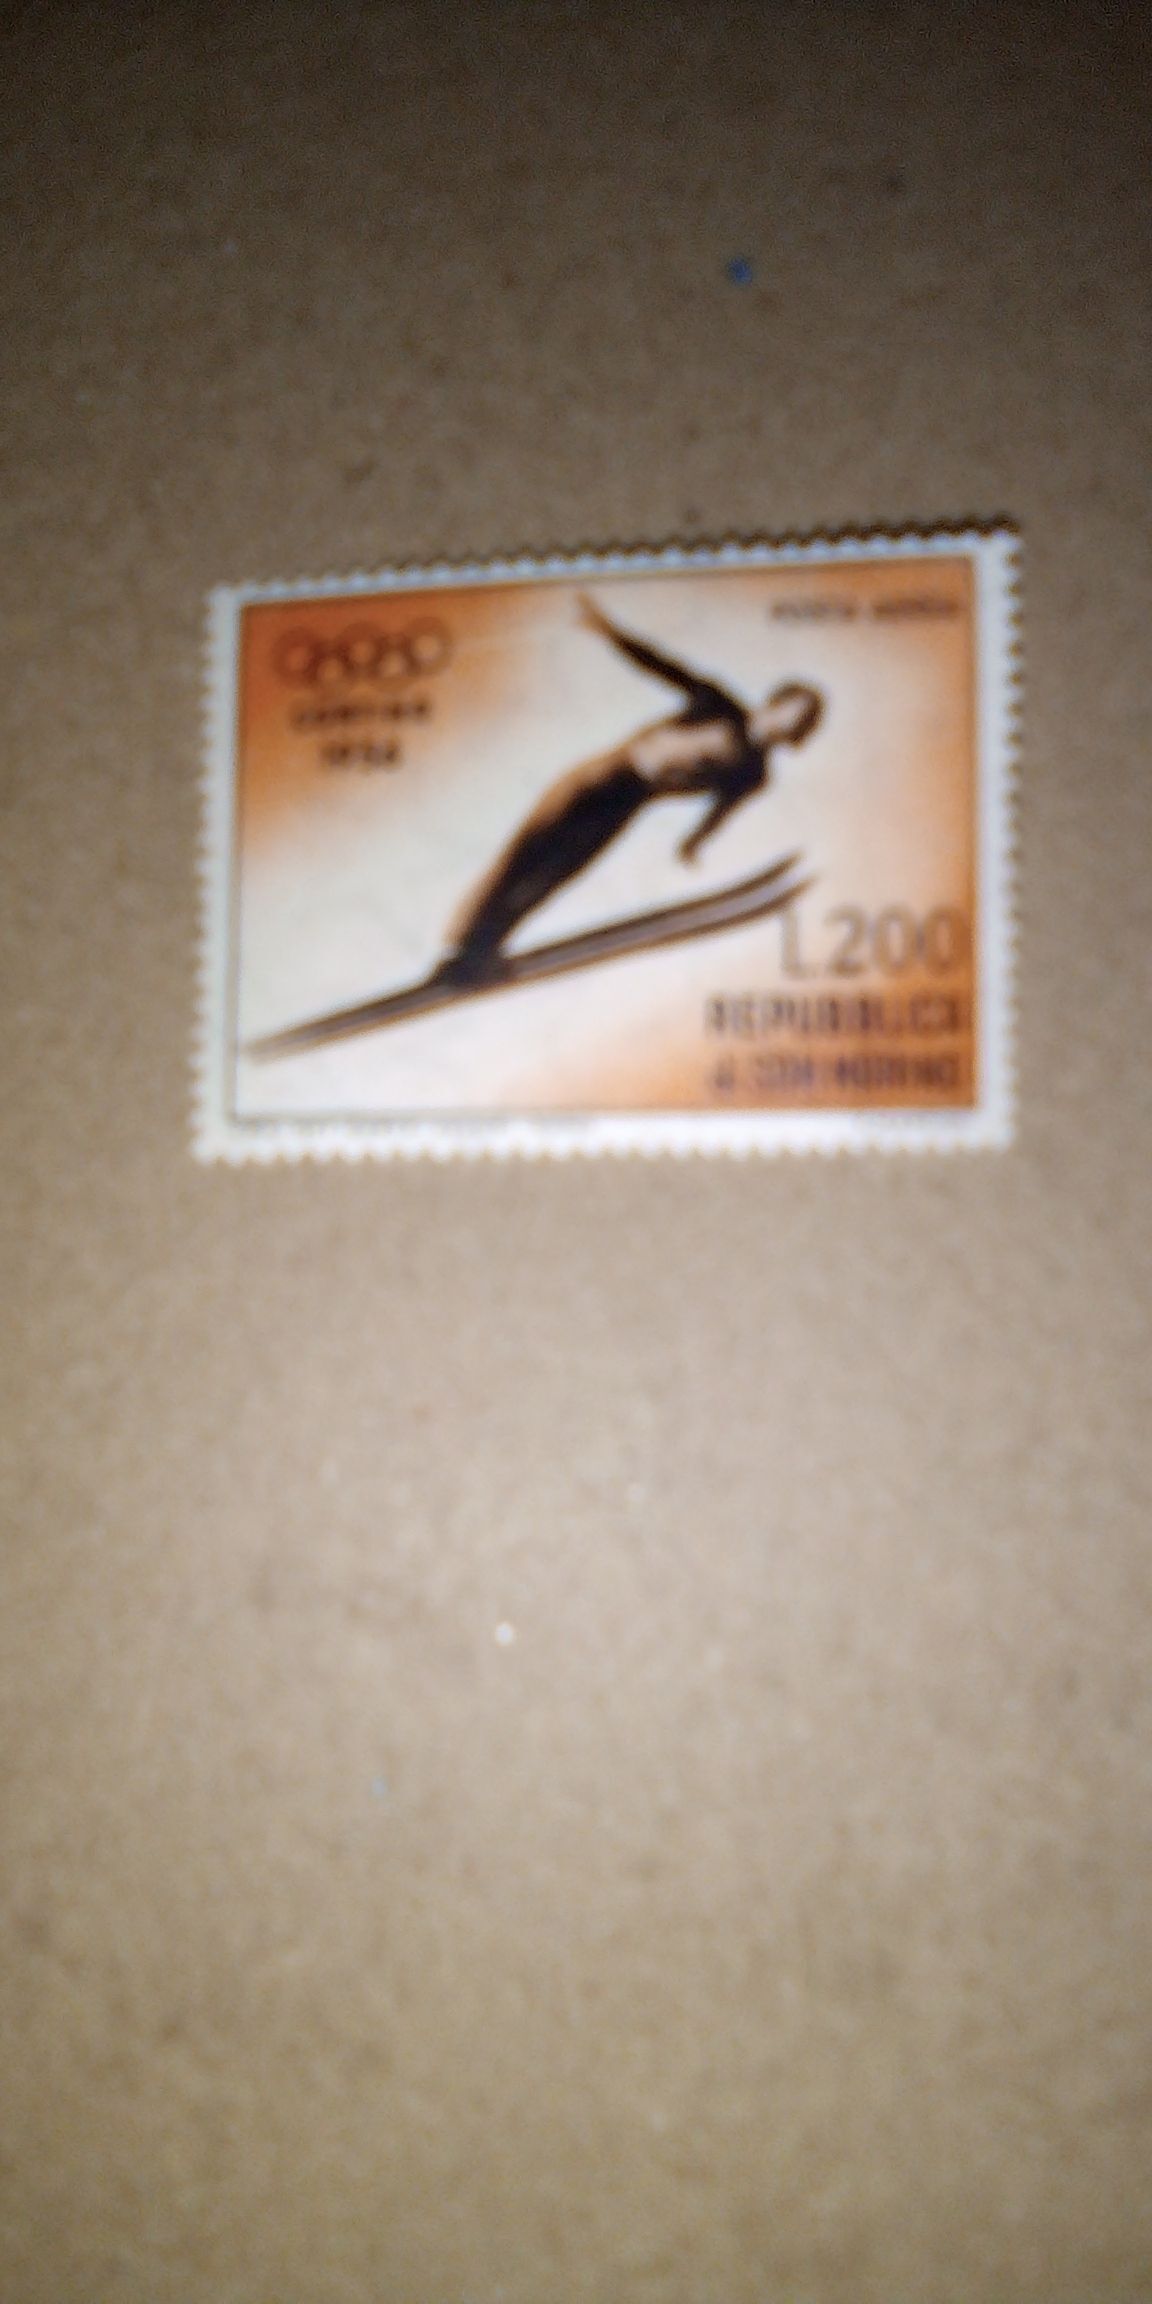 POSTA AEREA
CORTINA
1956
L.200
REPUBBLICA
di SAN MARINO